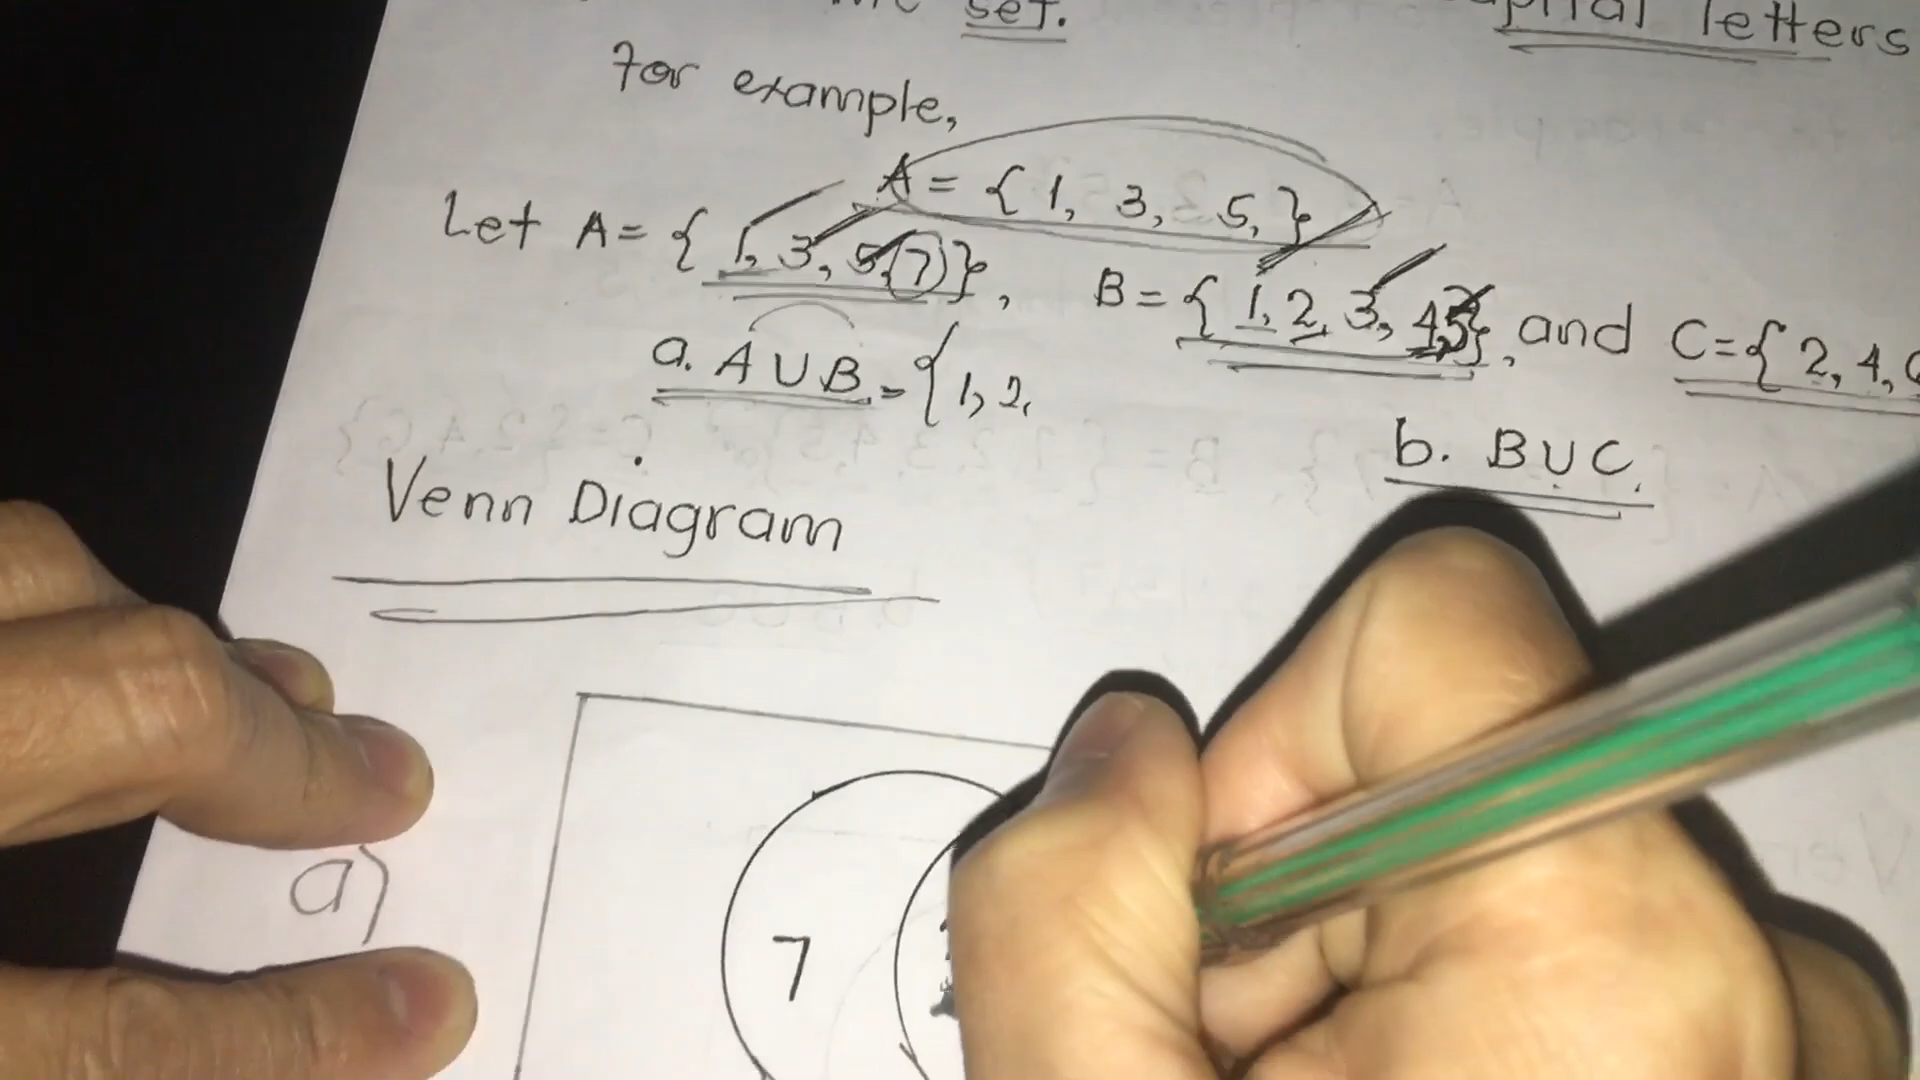 set. capital letters
For example,
A = { 1, 3, 5, }
Let A = { 1, 3, 5, 7 }, B = { 1, 2, 3, 4, 5 }, and C = { 2, 4,
a. A U B = { 1, 2, b. B U C.
Venn Diagram
a)
7